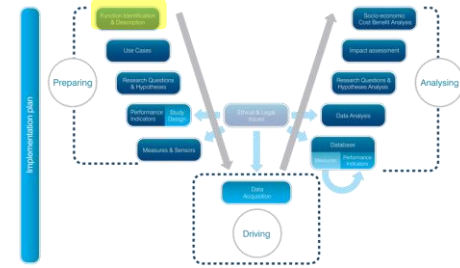 Function Identification
& Description
Socio-economic
Cost Benefit Analysis
Use Cases
Impact assessment
Preparing
Research Questions
& Hypotheses
Research Questions &
Hypotheses Analysis
Analysing
Implementation plan
Performance
Indicators
Study
Design
Ethical & Legal
Issues
Data Analysis
Measures & Sensors
Database
Measures
Performance
Indicators
Data
Acquisition
Driving